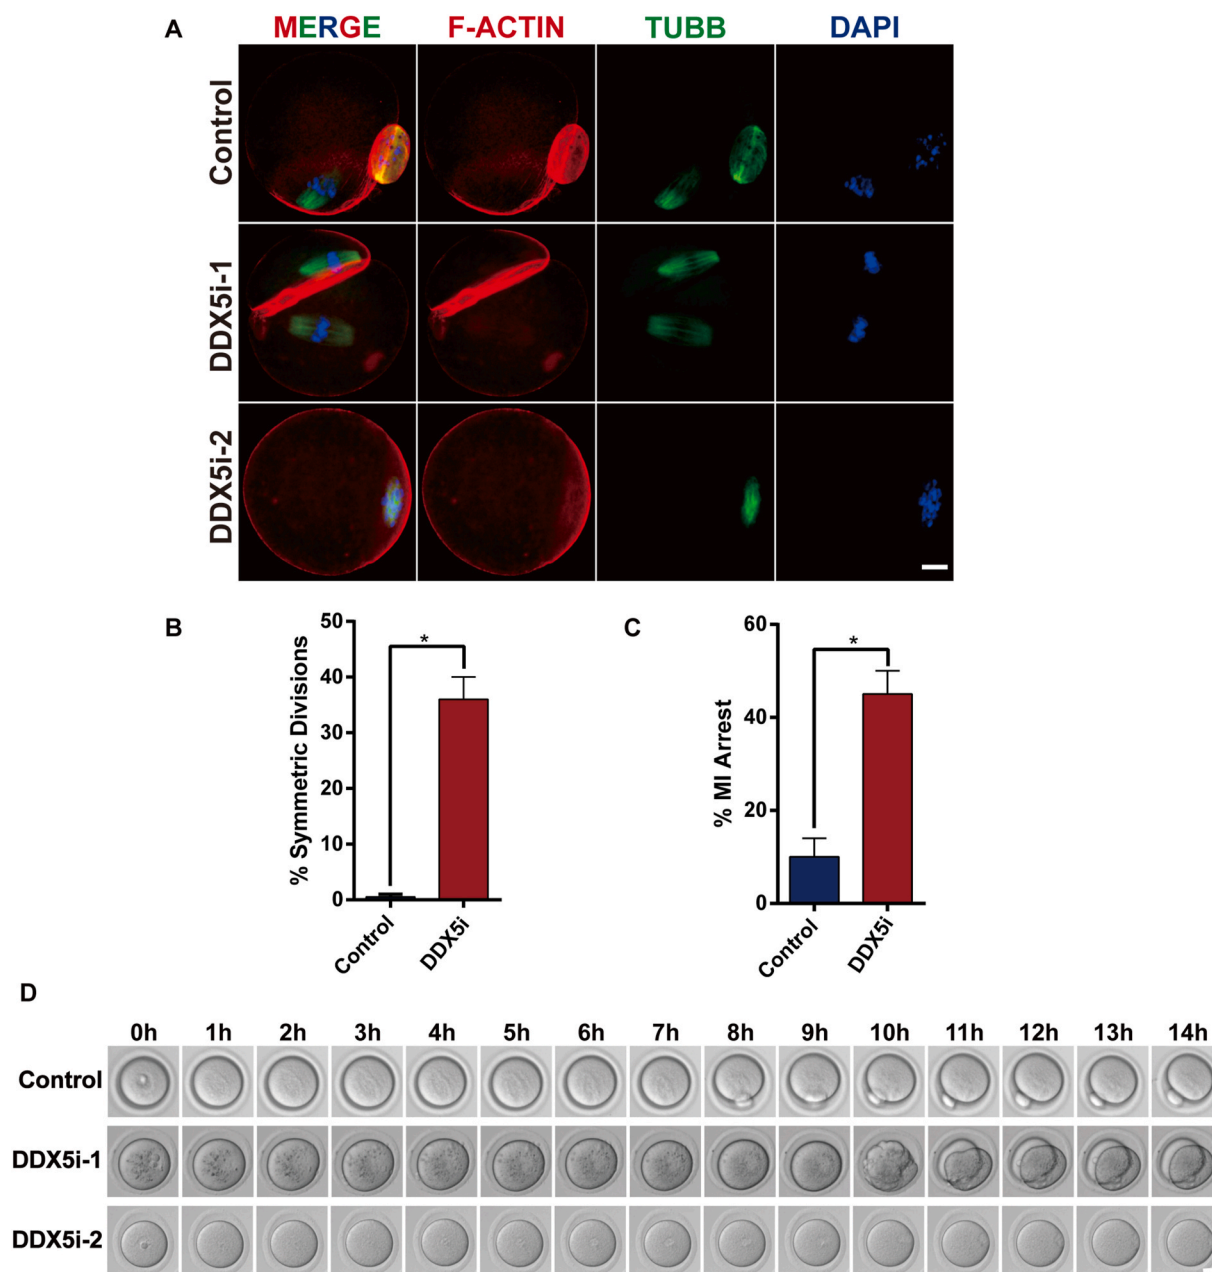 A
MERGE F-ACTIN TUBB DAPI
Control
DDX5i-1
DDX5i-2
B
50
40
30
20
10
0
% Symmetric Divisions
*
Control DDX5i
C
60
40
20
0
% MI Arrest
*
Control DDX5i
D
0h 1h 2h 3h 4h 5h 6h 7h 8h 9h 10h 11h 12h 13h 14h
Control
DDX5i-1
DDX5i-2